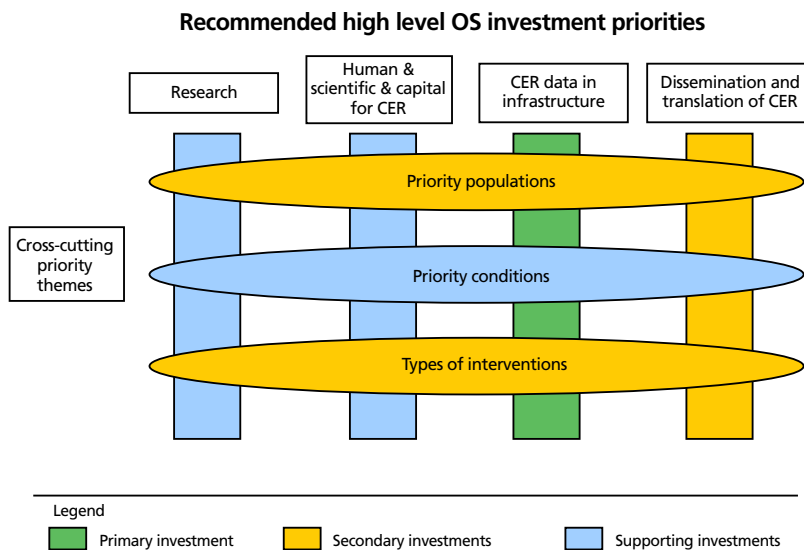 Recommended high level OS investment priorities
Research
Human &
scientific & capital
for CER
CER data in
infrastructure
Dissemination and
translation of CER
Priority populations
Cross-cutting
priority
themes
Priority conditions
Types of interventions
Legend
Primary investment
Secondary investments
Supporting investments